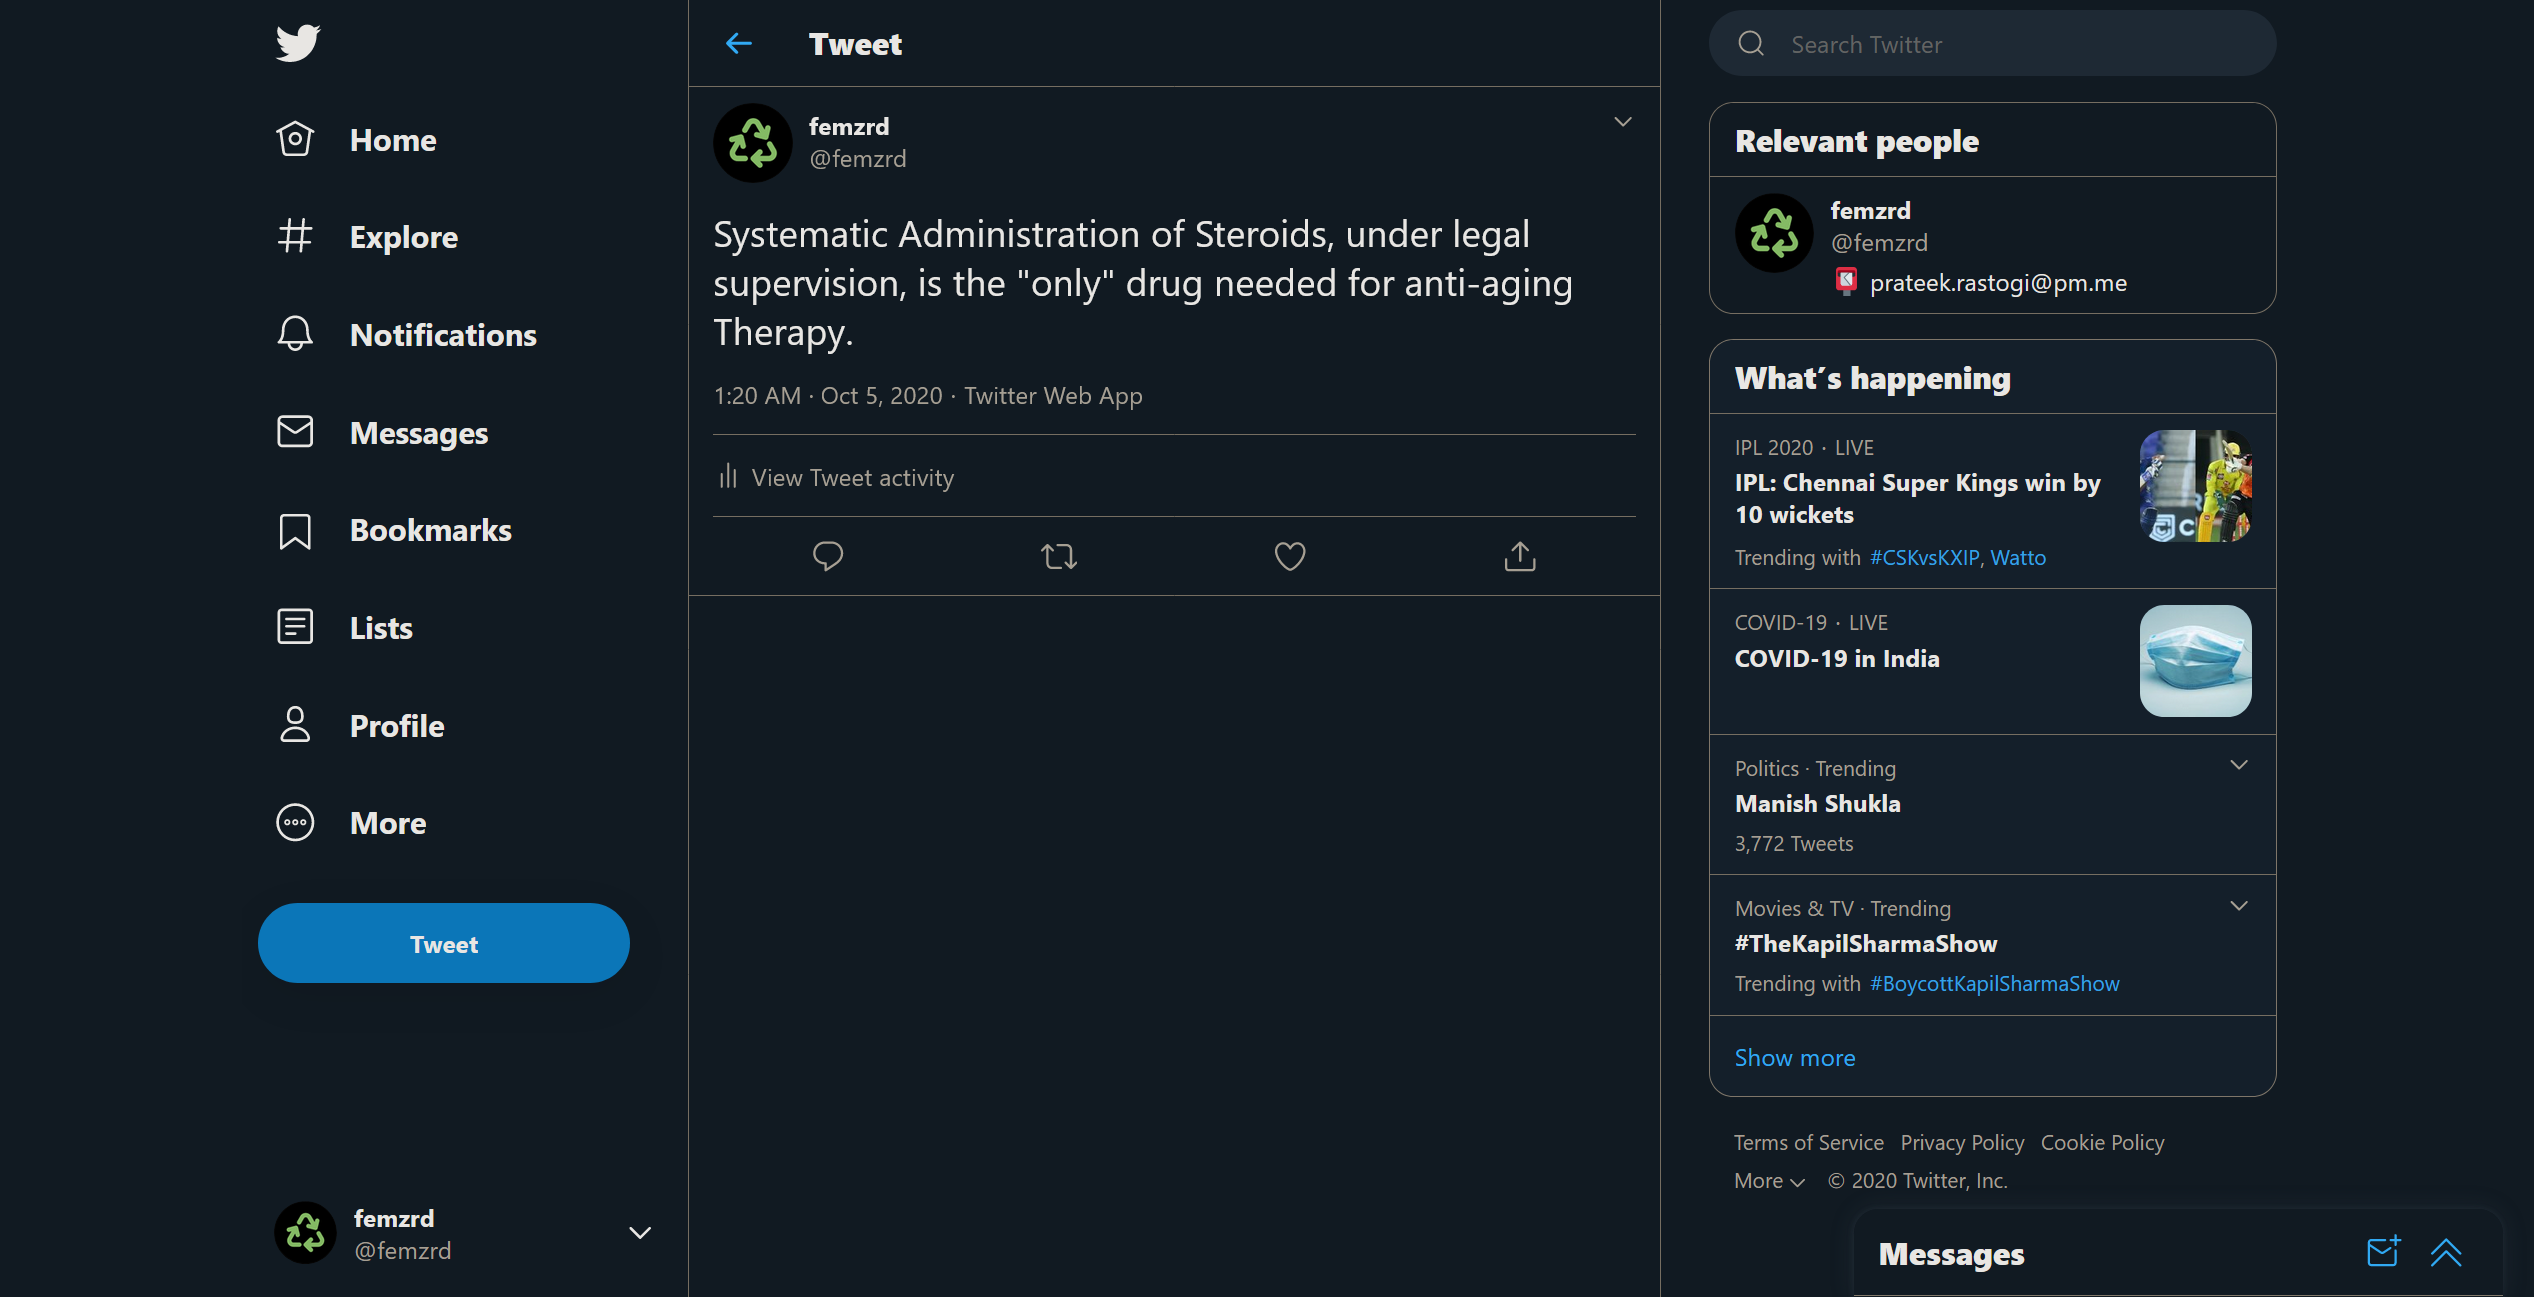 Home
Explore
Notifications
Messages
Bookmarks
Lists
Profile
More
Tweet
femzrd
@femzrd
Tweet
femzrd
@femzrd
Systematic Administration of Steroids, under legal
supervision, is the "only" drug needed for anti-aging
Therapy.
1:20 AM · Oct 5, 2020 · Twitter Web App
View Tweet activity
Search Twitter
Relevant people
femzrd
@femzrd
prateek.rastogi@pm.me
What's happening
IPL 2020 · LIVE
IPL: Chennai Super Kings win by
10 wickets
Trending with #CSKvsKXIP, Watto
COVID-19 · LIVE
COVID-19 in India
Politics · Trending
Manish Shukla
3,772 Tweets
Movies & TV · Trending
#TheKapilSharmaShow
Trending with #BoycottKapilSharmaShow
Show more
Terms of Service Privacy Policy Cookie Policy
More © 2020 Twitter, Inc.
Messages